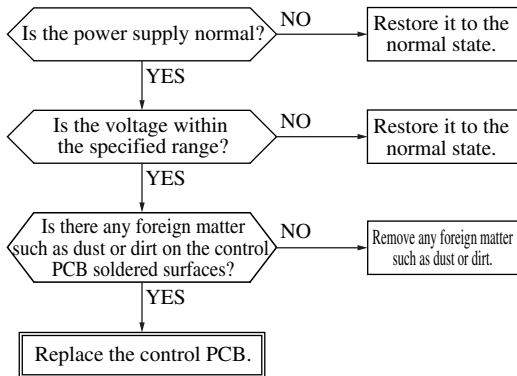 Is the power supply normal?
NO
Restore it to the
normal state.
YES
Is the voltage within
the specified range?
NO
Restore it to the
normal state.
YES
Is there any foreign matter
such as dust or dirt on the control
PCB soldered surfaces?
NO
Remove any foreign matter
such as dust or dirt.
YES
Replace the control PCB.